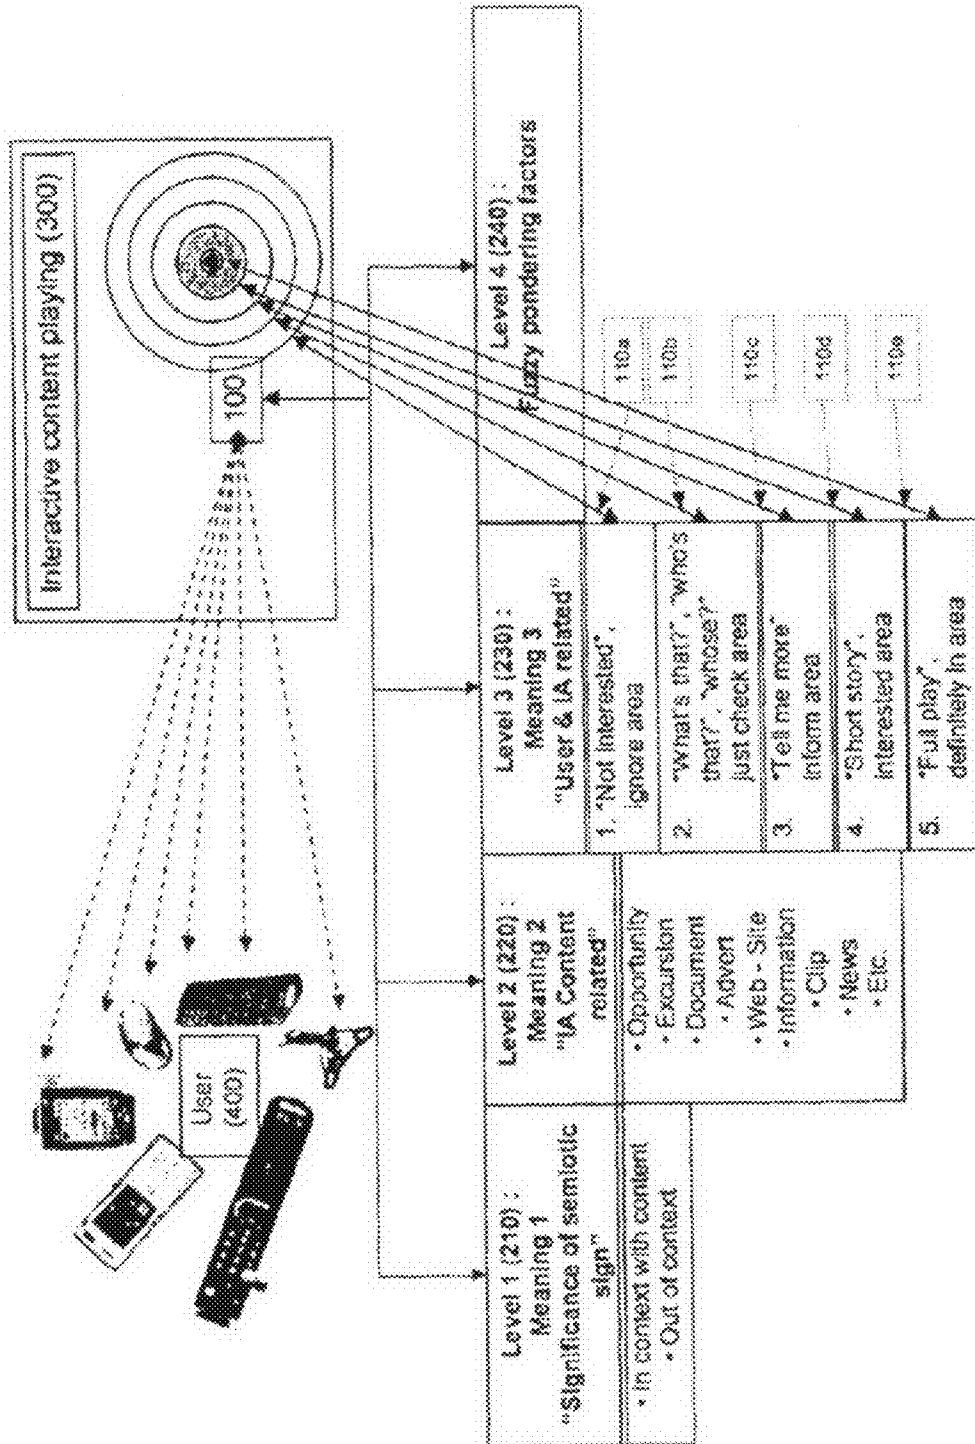 Interactive content playing (300)
100
User
(400)
Level 1 (210) :
Meaning 1
"Significance of semiotic
sign"
• In context with content
• Out of context
Level 2 (220) :
Meaning 2
"IA Content
related"
• Opportunity
• Excursion
• Document
• Advert
• Web - Site
• Information
• Clip
• News
• Etc.
Level 3 (230) :
Meaning 3
"User & IA related"
1. "Not Interested",
ignore area
2. "What's that?", "who's
that?", "whose?"
just check area
3. "Tell me more"
Inform area
4. "Short story",
Interested area
5. "Full play",
definitely in area
Level 4 (240) :
Fuzzy pondering factors
110a
110b
110c
110d
110e